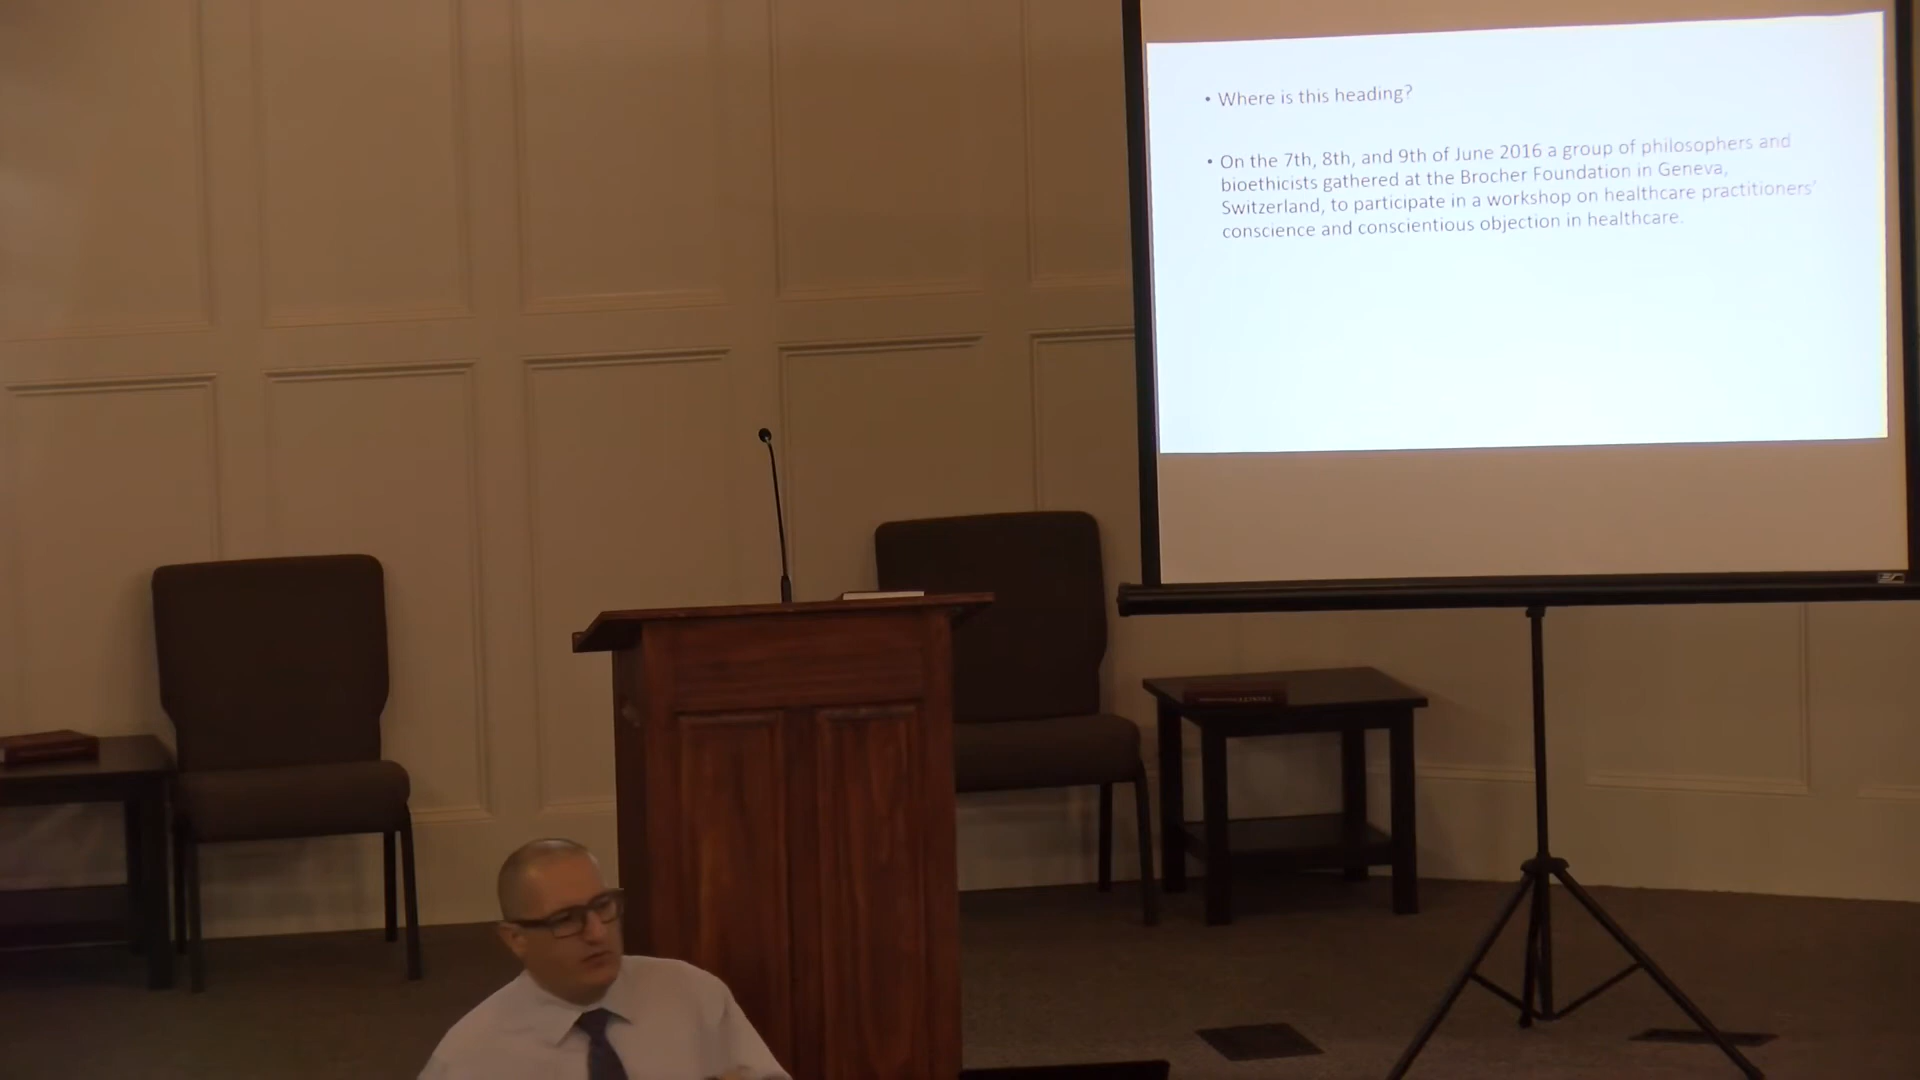 • Where is this heading?
• On the 7th, 8th, and 9th of June 2016 a group of philosophers and
bioethicists gathered at the Brocher Foundation in Geneva,
Switzerland, to participate in a workshop on healthcare practitioners'
conscience and conscientious objection in healthcare.